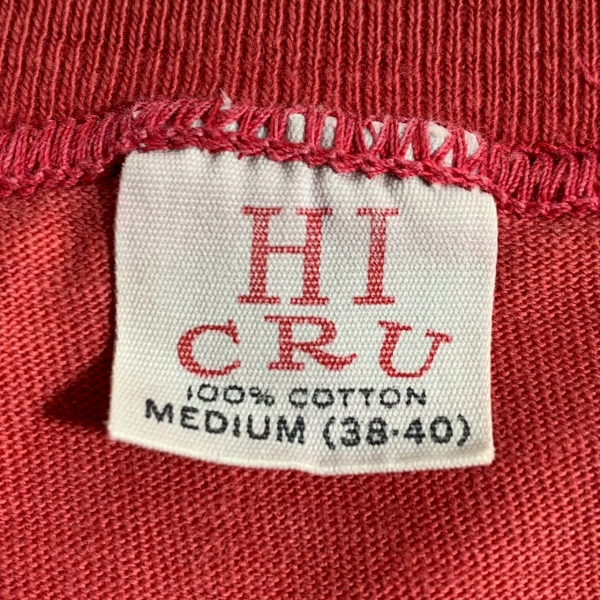 HI
CRU
100% COTTON
MEDIUM (38-40)